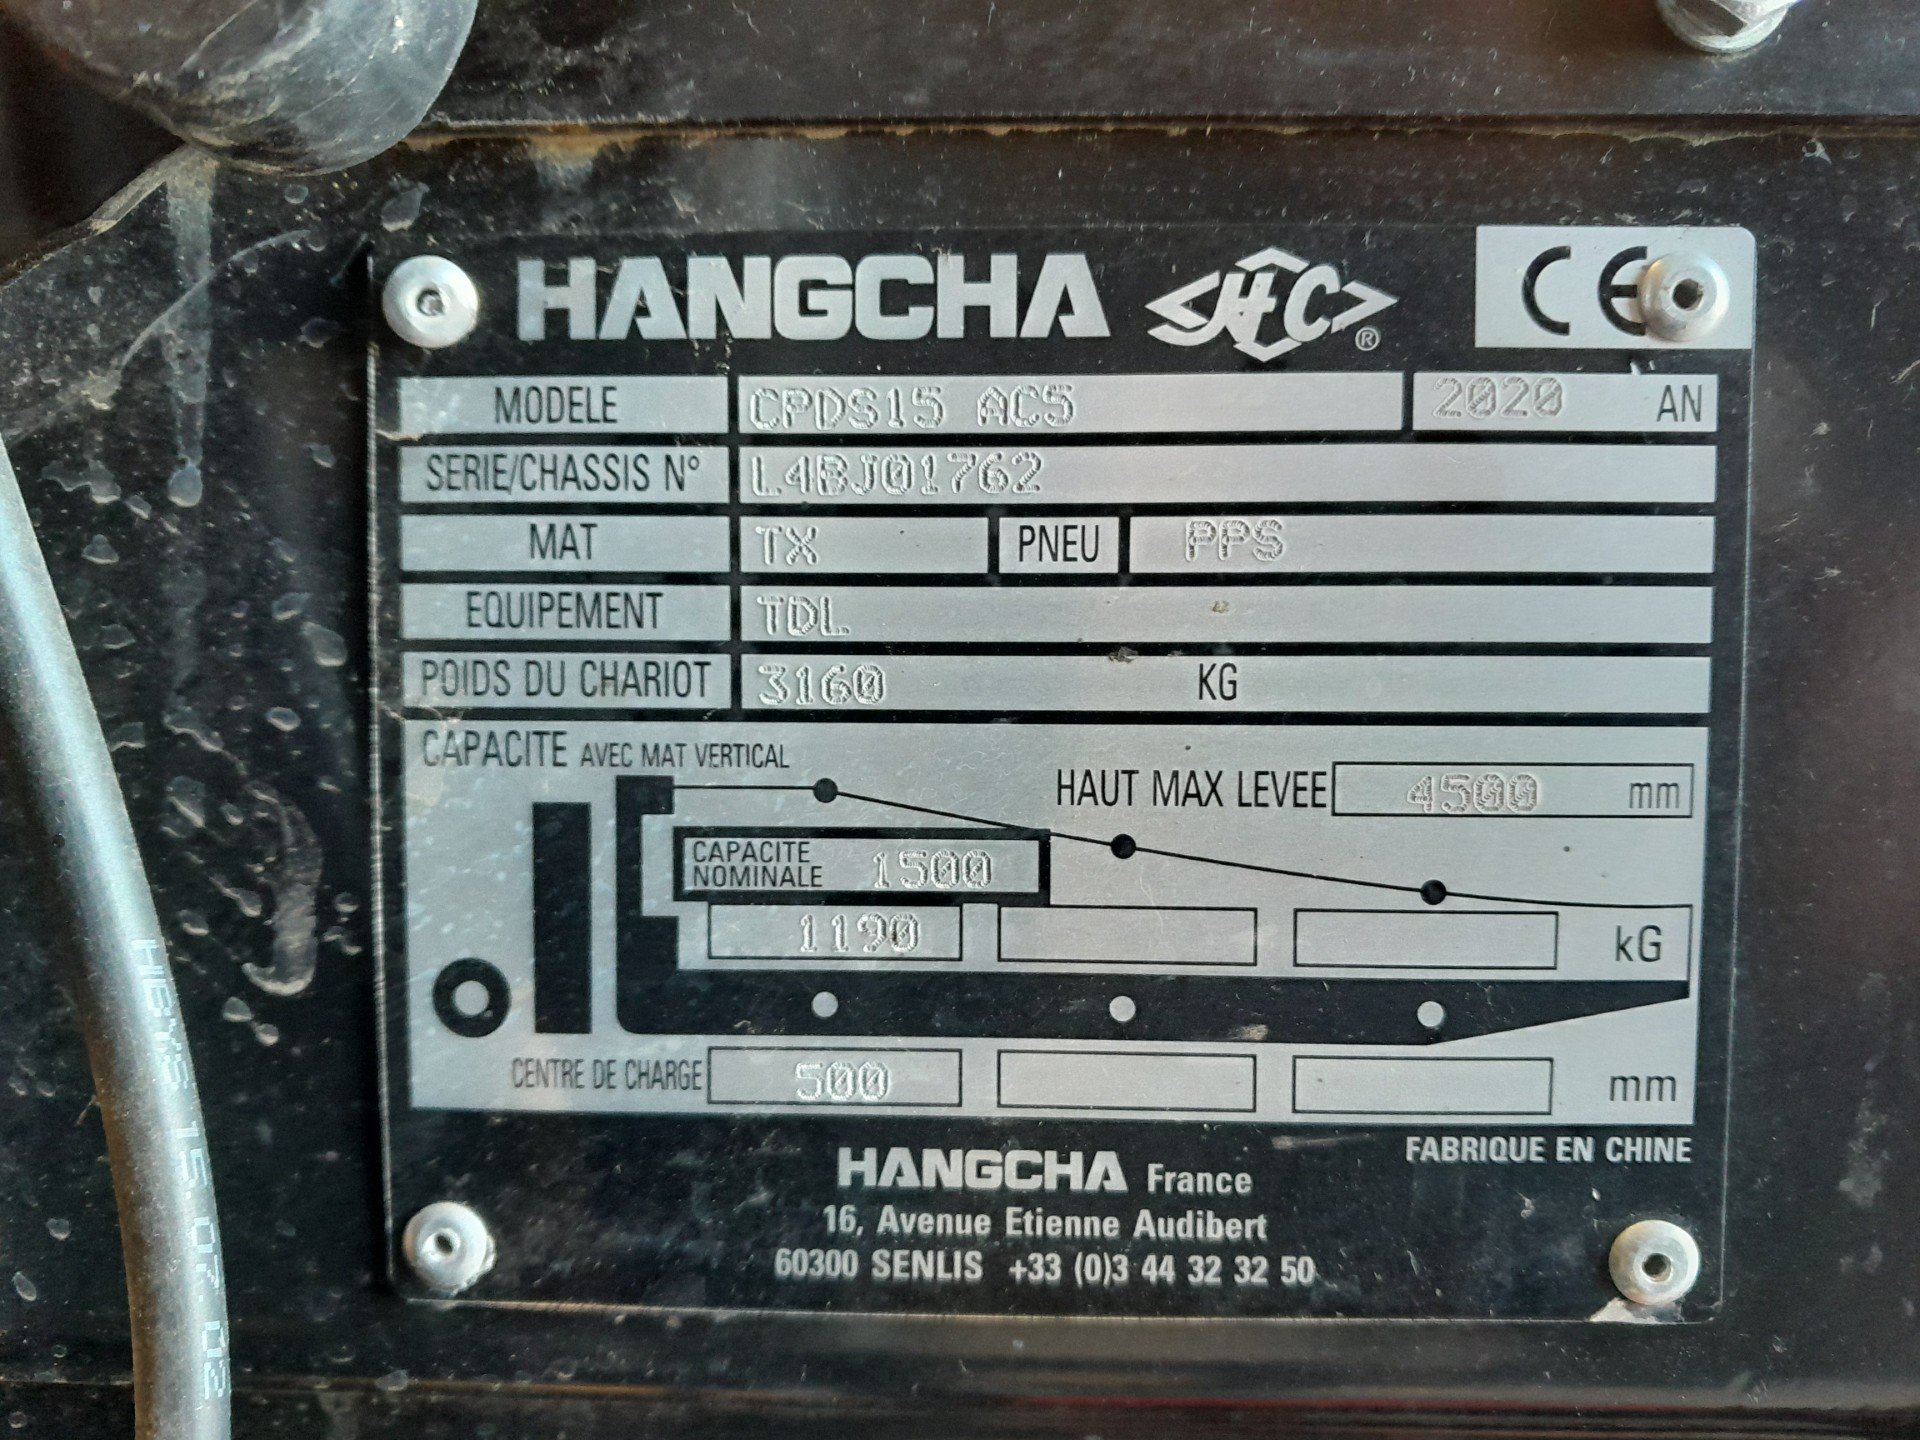 HANGCHA HC ® CE
MODELE CPDS15 AC5 2020 AN
SERIE/CHASSIS N° L4BJ01762
MAT TX PNEU PPS
EQUIPEMENT TDL
POIDS DU CHARIOT 3160 KG
CAPACITE AVEC MAT VERTICAL
HAUT MAX LEVEE 4500 mm
CAPACITE NOMINALE 1500
1190 kG
CENTRE DE CHARGE 500 mm
FABRIQUE EN CHINE
HANGCHA France
16, Avenue Etienne Audibert
60300 SENLIS +33 (0)3 44 32 32 50